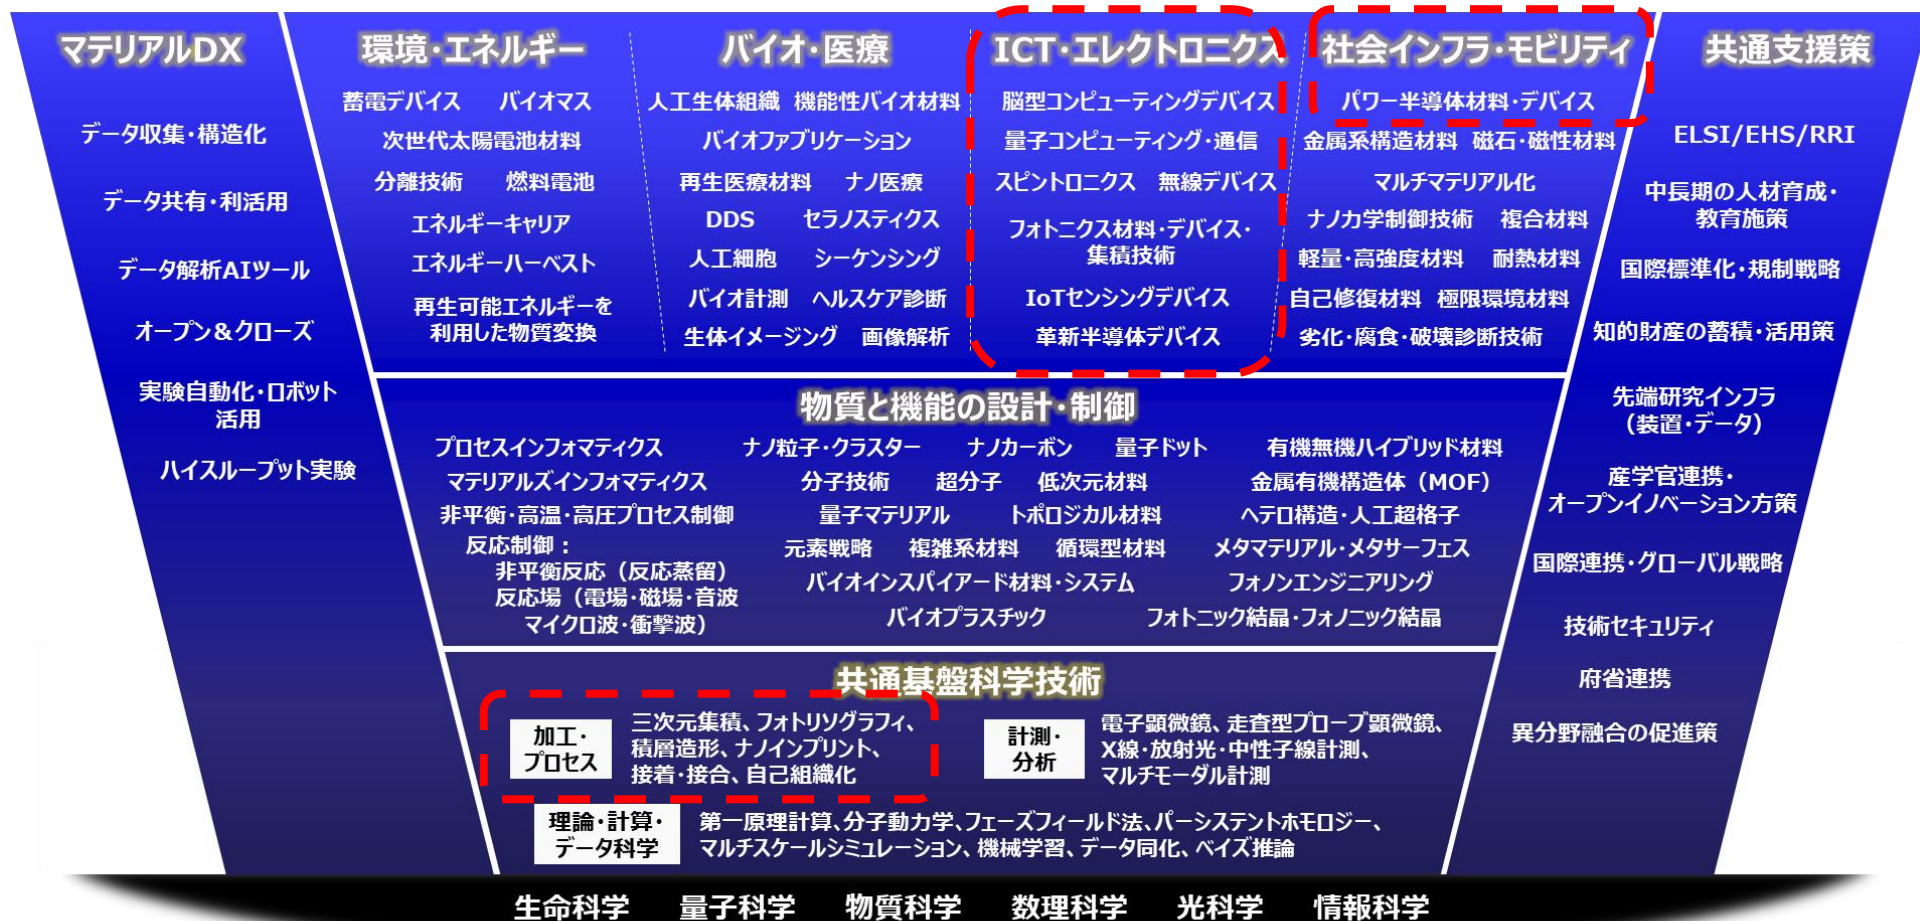 マテリアルDX
データ収集・構造化
データ共有・利活用
データ解析AIツール
オープン&クローズ
実験自動化・ロボット
活用
ハイスループット実験
環境・エネルギー
蓄電デバイス バイオマス
次世代太陽電池材料
分離技術 燃料電池
エネルギーキャリア
エネルギーハーベスト
再生可能エネルギーを
利用した物質変換
バイオ・医療
人工生体組織 機能性バイオ材料
バイオファブリケーション
再生医療材料 ナノ医療
DDS セラノスティクス
人工細胞 シーケンシング
バイオ計測 ヘルスケア診断
生体イメージング 画像解析
ICT・エレクトロニクス
脳型コンピューティングデバイス
量子コンピューティング・通信
スピントロニクス 無線デバイス
フォトニクス材料・デバイス・
集積技術
IoTセンシングデバイス
革新半導体デバイス
社会インフラ・モビリティ
パワー半導体材料・デバイス
金属系構造材料 磁石・磁性材料
マルチマテリアル化
ナノ力学制御技術 複合材料
軽量・高強度材料 耐熱材料
自己修復材料 極限環境材料
劣化・腐食・破壊診断技術
共通支援策
ELSI/EHS/RRI
中長期の人材育成・
教育施策
国際標準化・規制戦略
知的財産の蓄積・活用策
先端研究インフラ
（装置・データ）
産学官連携・
オープンイノベーション方策
国際連携・グローバル戦略
技術セキュリティ
府省連携
異分野融合の促進策
物質と機能の設計・制御
プロセスインフォマティクス
マテリアルズインフォマティクス
非平衡・高温・高圧プロセス制御
反応制御：
非平衡反応（反応蒸留）
反応場（電場・磁場・音波
マイクロ波・衝撃波）
ナノ粒子・クラスター ナノカーボン 量子ドット 有機無機ハイブリッド材料
分子技術 超分子 低次元材料 金属有機構造体（MOF）
量子マテリアル トポロジカル材料 ヘテロ構造・人工超格子
元素戦略 複雑系材料 循環型材料 メタマテリアル・メタサーフェス
バイオインスパイアード材料・システム フォノンエンジニアリング
バイオプラスチック フォトニック結晶・フォノニック結晶
共通基盤科学技術
加工・
プロセス
三次元集積、フォトリソグラフィ、
積層造形、ナノインプリント、
接着・接合、自己組織化
計測・
分析
電子顕微鏡、走査型プローブ顕微鏡、
X線・放射光・中性子線計測、
マルチモーダル計測
理論・計算・
データ科学
第一原理計算、分子動力学、フェーズフィールド法、パーシステントホモロジー、
マルチスケールシミュレーション、機械学習、データ同化、ベイズ推論
生命科学 量子科学 物質科学 数理科学 光科学 情報科学